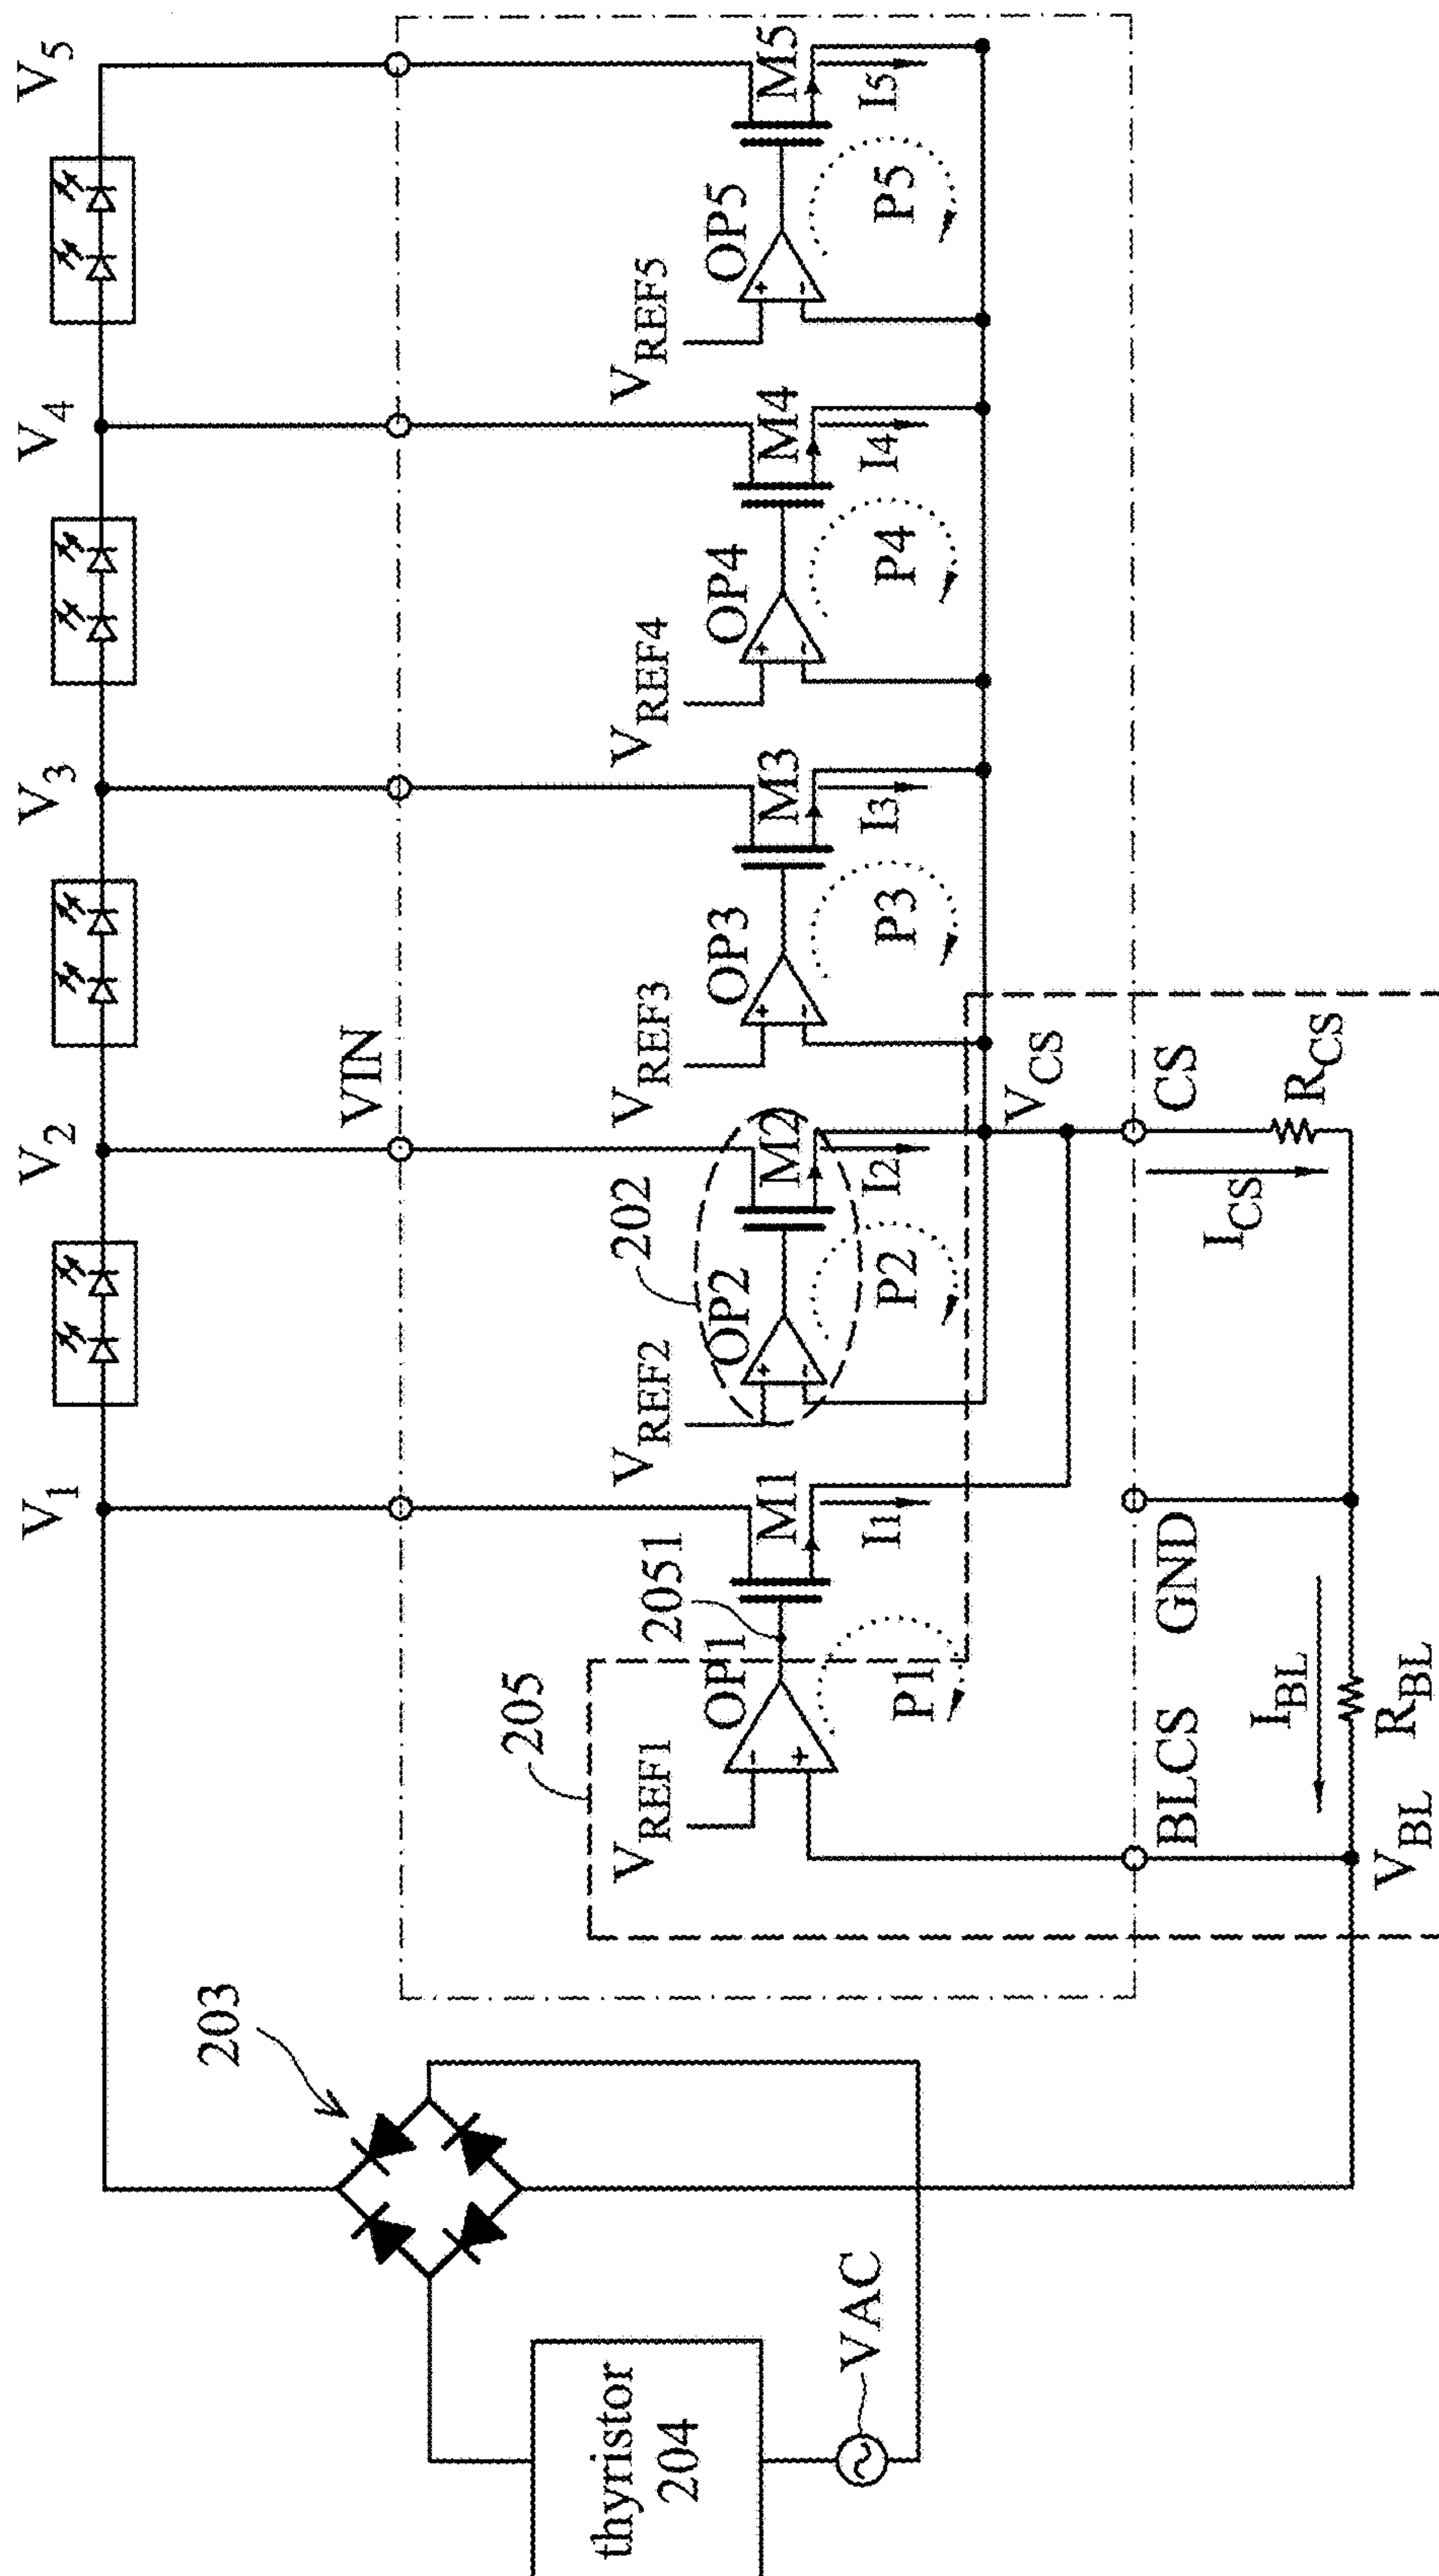 V1
V2
V3
V4
V5
VIN
203
205
202
2051
VREF1
VREF2
VREF3
VREF4
VREF5
OP1
OP2
OP3
OP4
OP5
M1
M2
M3
M4
M5
+
-
+
-
+
-
+
-
+
-
I1
I2
I3
I4
I5
P1
P2
P3
P4
P5
VCS
thyristor
204
VAC
BLCS
GND
CS
IBL
ICS
RCS
VBL
RBL